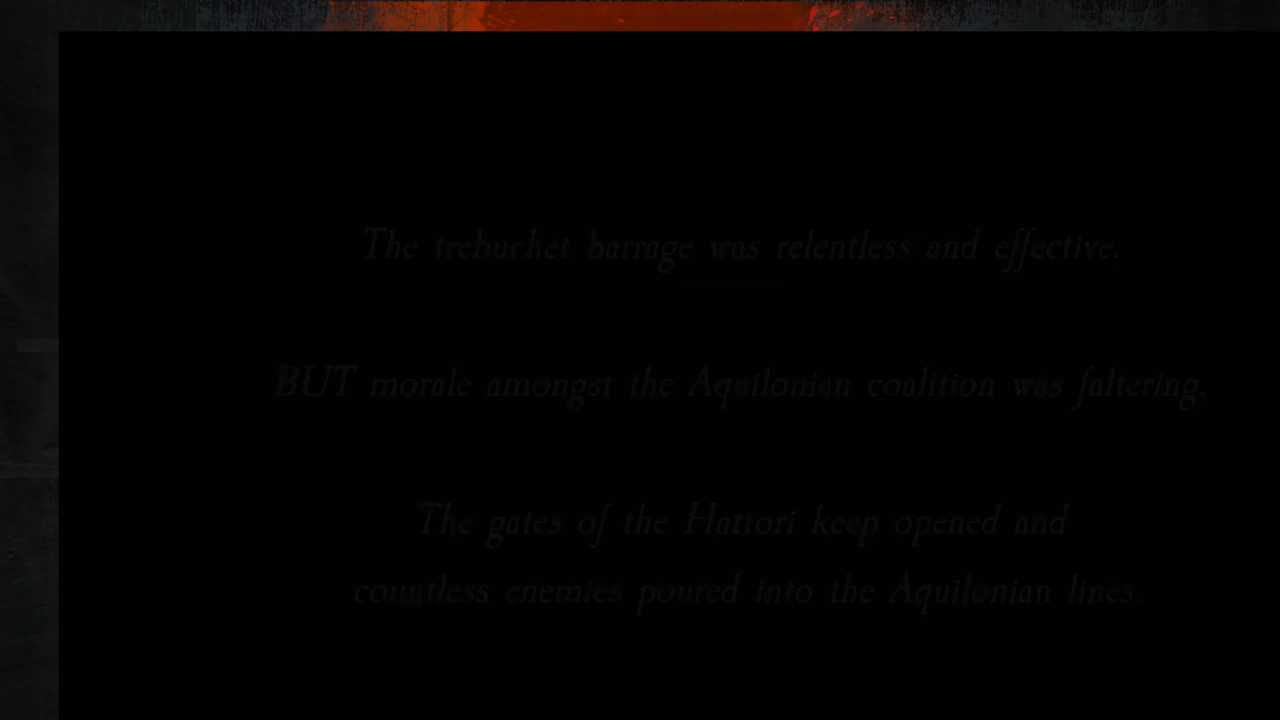 The trebuchet barrage was relentless and effective.
BUT morale amongst the Aquilonian coalition was faltering.
The gates of the Hattori keep opened and
countless enemies poured into the Aquilonian lines.